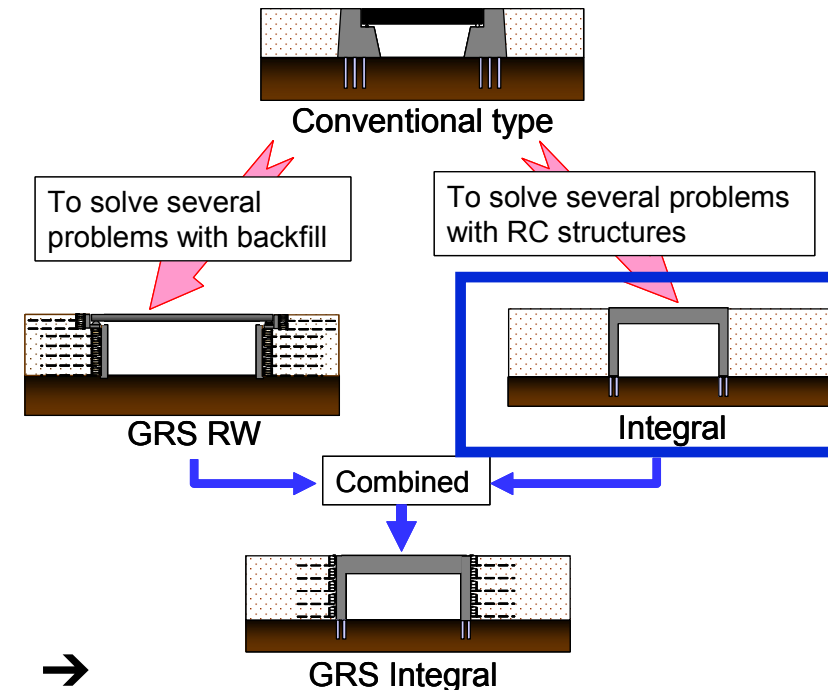 Conventional type
To solve several
problems with backfill
To solve several problems
with RC structures
GRS RW
Integral
Combined
GRS Integral